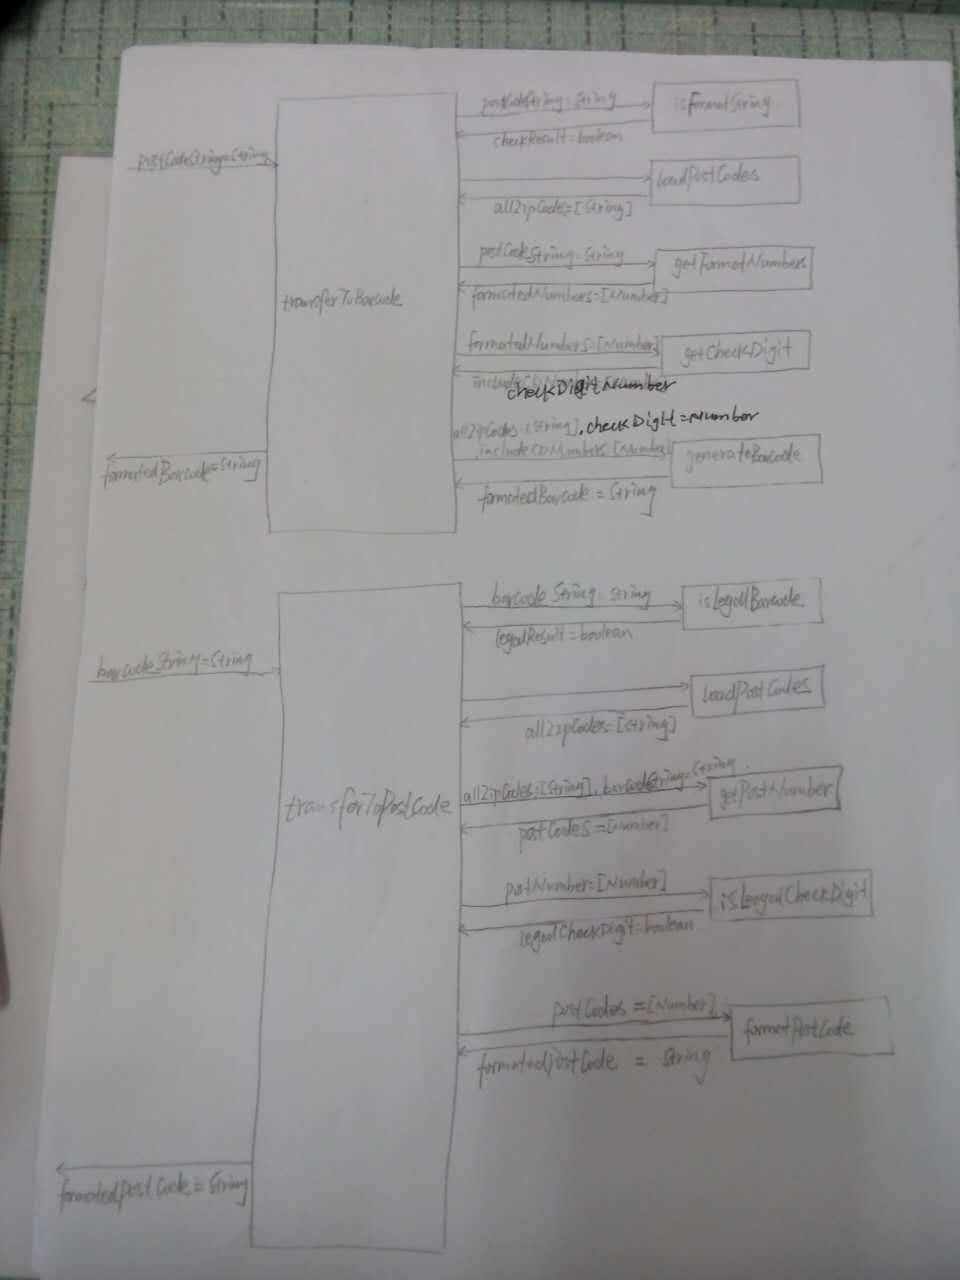 postCodeString:String
isFormatString
checkResult=boolean
postCodeString=String
loadPostCodes
allZipCodes=[String]
postCodeString:String
getFormatNumbers
formatedNumbers:[Number]
transferToBarcode
formatedNumbers:[Number]
getCheckDigit
checkDigit:Number
allZipCodes:[String],checkDigit=Number
,includeCDNumbers:[Number]
generateBarcode
formatedBarcode=String
formatedBarcode=String
barcodeString:String
isLegalBarcode
legalResult=boolean
barcodeString=String
loadPostCodes
allZipCodes=[String]
allZipCodes:[String],barcodeString=String
getPostNumber
transferToPostCode
postCodes=[Number]
postNumber=[Number]
isLeagalCheckDigit
legalCheckDigit=boolean
postCodes=[Number]
formatPostCode
formatedpostCode = String
formatedPostCode=String